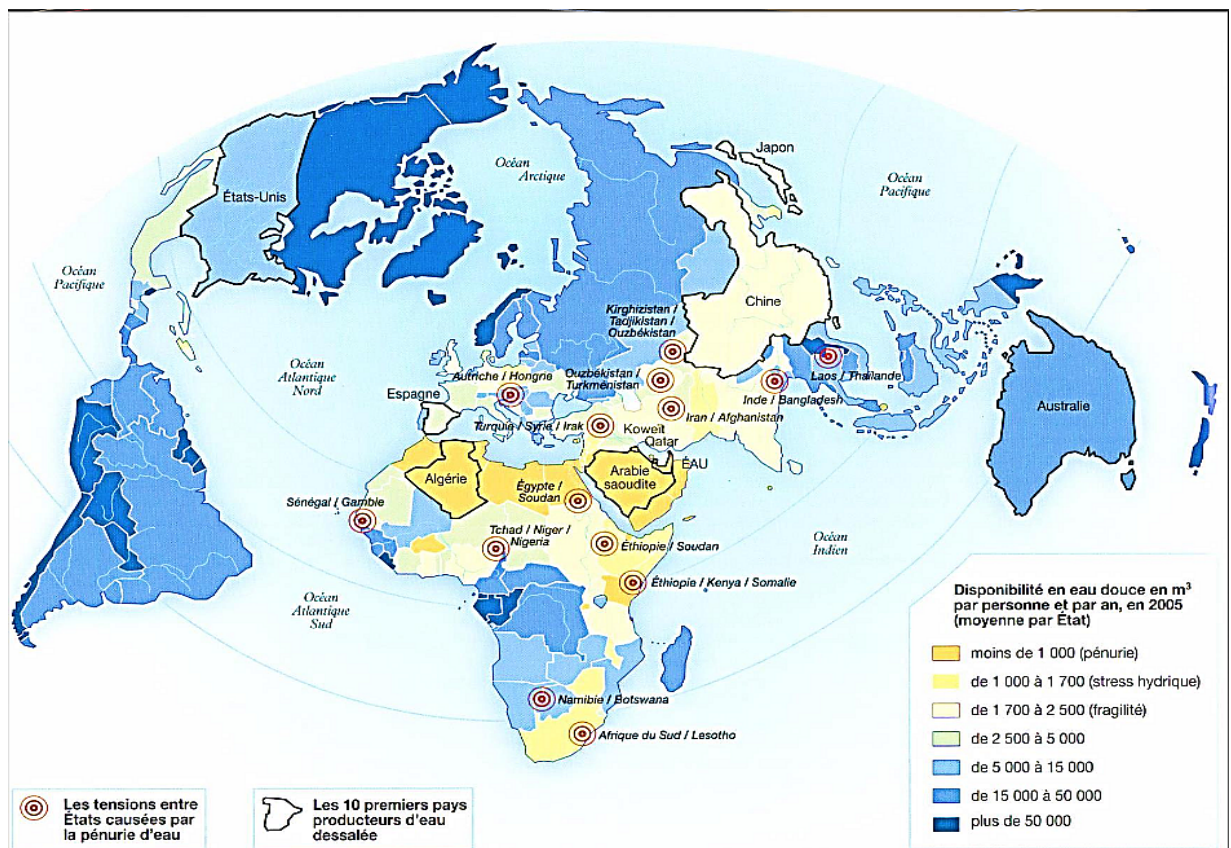 Japon
Océan
Arctique
Océan
Pacifique
États-Unis
Océan
Pacifique
Chine
Kirghizistan /
Tadjikistan /
Ouzbékistan
Océan
Atlantique
Nord
Autriche / Hongrie
Ouzbékistan /
Turkménistan
Laos / Thaïlande
Espagne
Inde / Bangladesh
Iran / Afghanistan
Australie
Turquie / Syrie / Irak
Koweït
Qatar
ÉAU
Algérie
Arabie
saoudite
Égypte /
Soudan
Sénégal / Gambie
Tchad / Niger /
Nigeria
Éthiopie / Soudan
Océan
Indien
Éthiopie / Kenya / Somalie
Océan
Atlantique
Sud
Namibie / Botswana
Afrique du Sud / Lesotho
Disponibilité en eau douce en m³
par personne et par an, en 2005
(moyenne par État)
moins de 1 000 (pénurie)
de 1 000 à 1 700 (stress hydrique)
de 1 700 à 2 500 (fragilité)
de 2 500 à 5 000
de 5 000 à 15 000
de 15 000 à 50 000
plus de 50 000
Les tensions entre
États causées par
la pénurie d'eau
Les 10 premiers pays
producteurs d'eau
dessalée